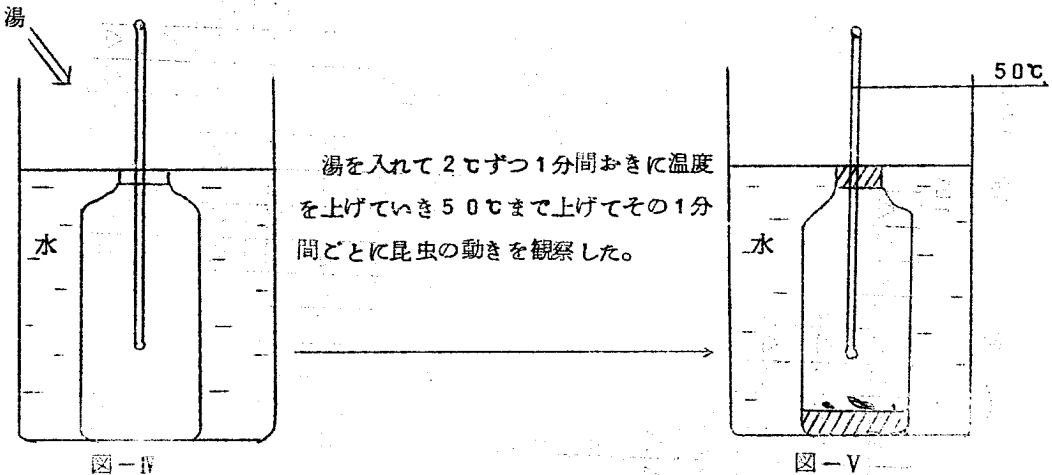 湯
50℃
湯を入れて2℃ずつ1分間おきに温度
を上げていき50℃まで上げてその1分
間ごとに昆虫の動きを観察した。
水
水
図-Ⅳ
図-Ⅴ